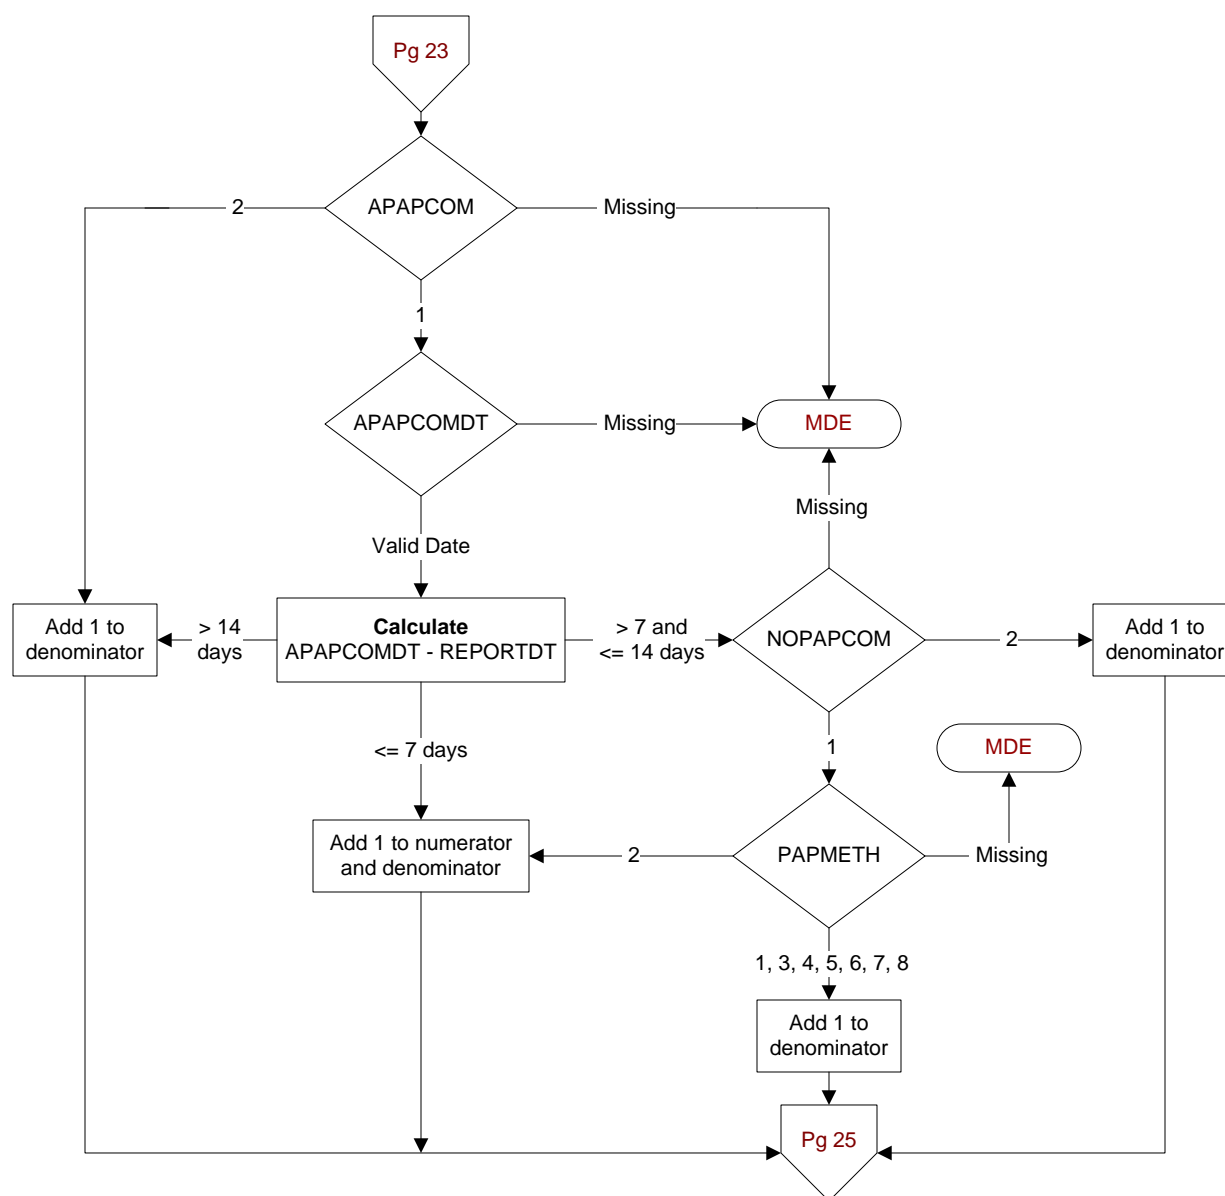 Pg 23
APAPCOM
2
Missing
1
APAPCOMDT
Missing
MDE
Missing
Valid Date
Add 1 to
denominator
> 14
days
Calculate
APAPCOMDT - REPORTDT
> 7 and
<= 14 days
NOPAPCOM
2
Add 1 to
denominator
<= 7 days
1
MDE
Add 1 to numerator
and denominator
2
PAPMETH
Missing
1, 3, 4, 5, 6, 7, 8
Add 1 to
denominator
Pg 25